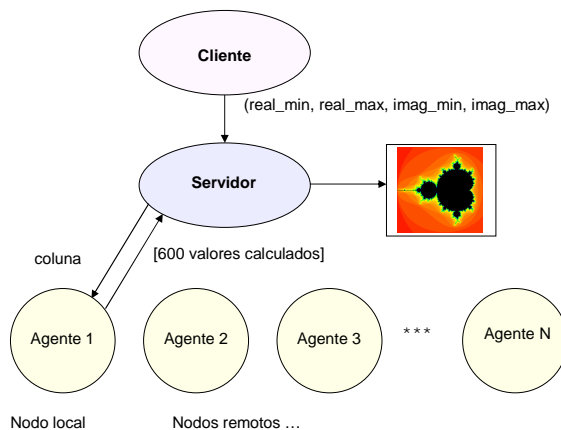 Cliente
(real_min, real_max, imag_min, imag_max)
Servidor
coluna
[600 valores calculados]
Agente 1
Agente 2
Agente 3
***
Agente N
Nodo local
Nodos remotos ...